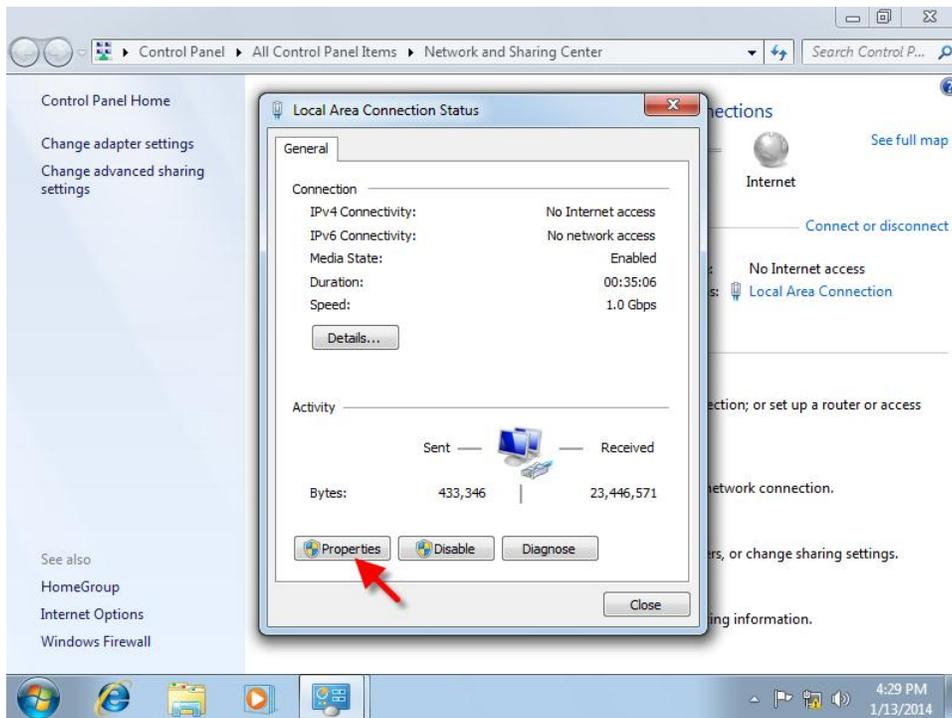 Control Panel ▸ All Control Panel Items ▸ Network and Sharing Center
Search Control P...
Control Panel Home
Change adapter settings
Change advanced sharing
settings
See also
HomeGroup
Internet Options
Windows Firewall
Local Area Connection Status
General
Connection
IPv4 Connectivity: No Internet access
IPv6 Connectivity: No network access
Media State: Enabled
Duration: 00:35:06
Speed: 1.0 Gbps
Details...
Activity
Sent Received
Bytes: 433,346 23,446,571
Properties Disable Diagnose
Close
nections
See full map
Internet
Connect or disconnect
No Internet access
s: Local Area Connection
ection; or set up a router or access
network connection.
ers, or change sharing settings.
ing information.
4:29 PM
1/13/2014